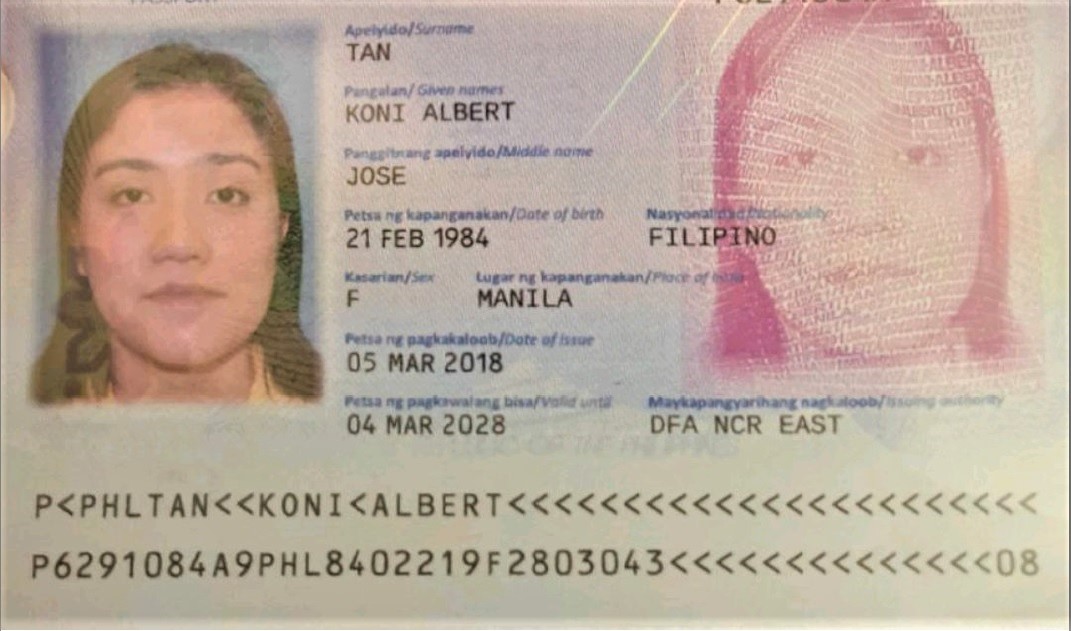 PASSPORT
Apelyido/Surname
TAN
Pangalan/Given names
KONI ALBERT
Panggitnang apelyido/Middle name
JOSE
Petsa ng kapanganakan/Date of birth Nasyonalidad/Nationality
21 FEB 1984 FILIPINO
Kasarian/Sex Lugar ng kapanganakan/Place of
F MANILA
Petsa ng pagkakaloob/Date of issue
05 MAR 2018
Petsa ng pagkawalang bisa/Valid until Maykapangyarihang nagkaloob/Issuing authority
04 MAR 2028 DFA NCR EAST
P<PHLTAN<<KONI<ALBERT<<<<<<<<<<<<<<<<<<<<<<<
P6291084A9PHL8402219F2803043<<<<<<<<<<<<<<08